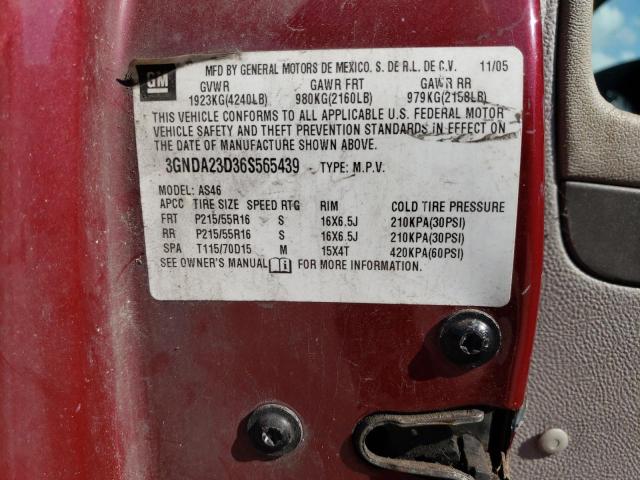 GM MFD BY GENERAL MOTORS DE MEXICO. S. DE R.L. DE C.V. 11/05
GVWR GAWR FRT GAWR RR
1923KG(4240LB) 980KG(2160LB) 979KG(2158LB)
THIS VEHICLE CONFORMS TO ALL APPLICABLE U.S. FEDERAL MOTOR
VEHICLE SAFETY AND THEFT PREVENTION STANDARDS IN EFFECT ON
THE DATE OF MANUFACTURE SHOWN ABOVE.
3GNDA23D36S565439 TYPE: M.P.V.
MODEL: AS46
APCC TIRE SIZE SPEED RTG RIM COLD TIRE PRESSURE
FRT P215/55R16 S 16X6.5J 210KPA(30PSI)
RR P215/55R16 S 16X6.5J 210KPA(30PSI)
SPA T115/70D15 M 15X4T 420KPA(60PSI)
SEE OWNER'S MANUAL FOR MORE INFORMATION.